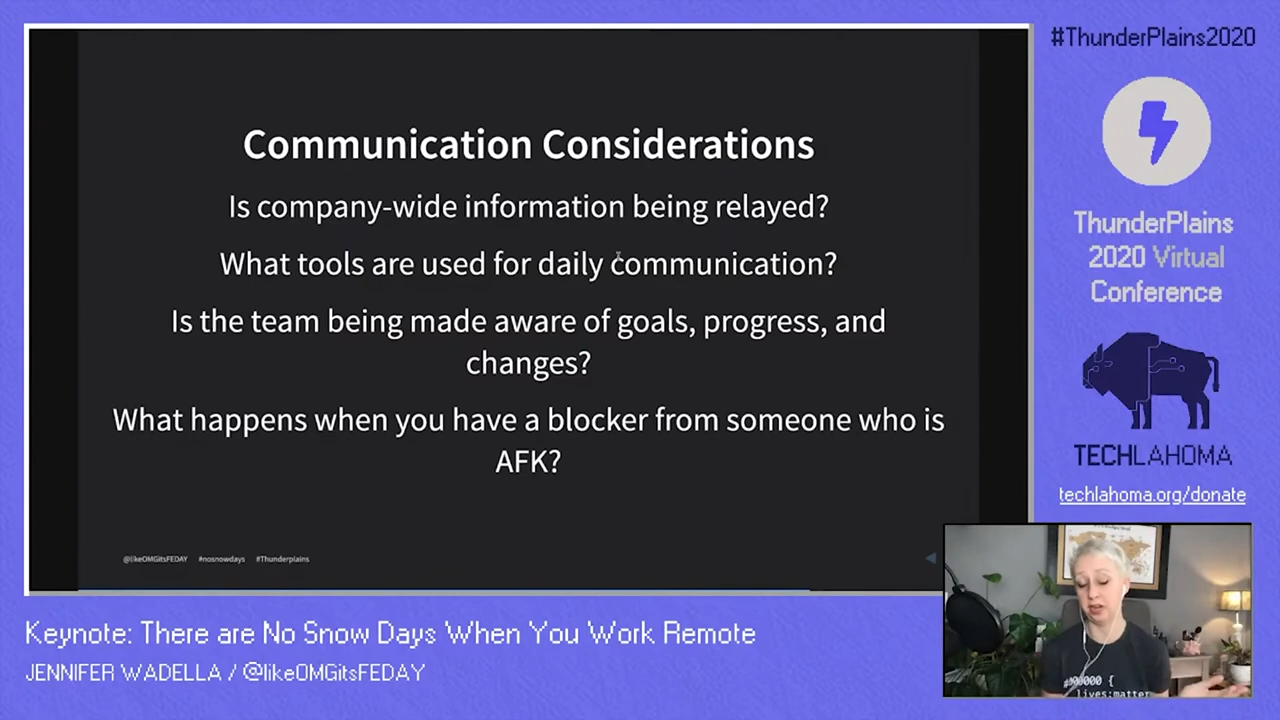 Communication Considerations
Is company-wide information being relayed?
What tools are used for daily communication?
Is the team being made aware of goals, progress, and
changes?
What happens when you have a blocker from someone who is
AFK?
@likeOMGitsFEDAY #nosnowdays #Thunderplains
#ThunderPlains2020
ThunderPlains
2020 Virtual
Conference
TECHLAHOMA
techlahoma.org/donate
#000000 {
lives:matter
Keynote: There are No Snow Days When You Work Remote
JENNIFER WADELLA / @likeOMGitsFEDAY